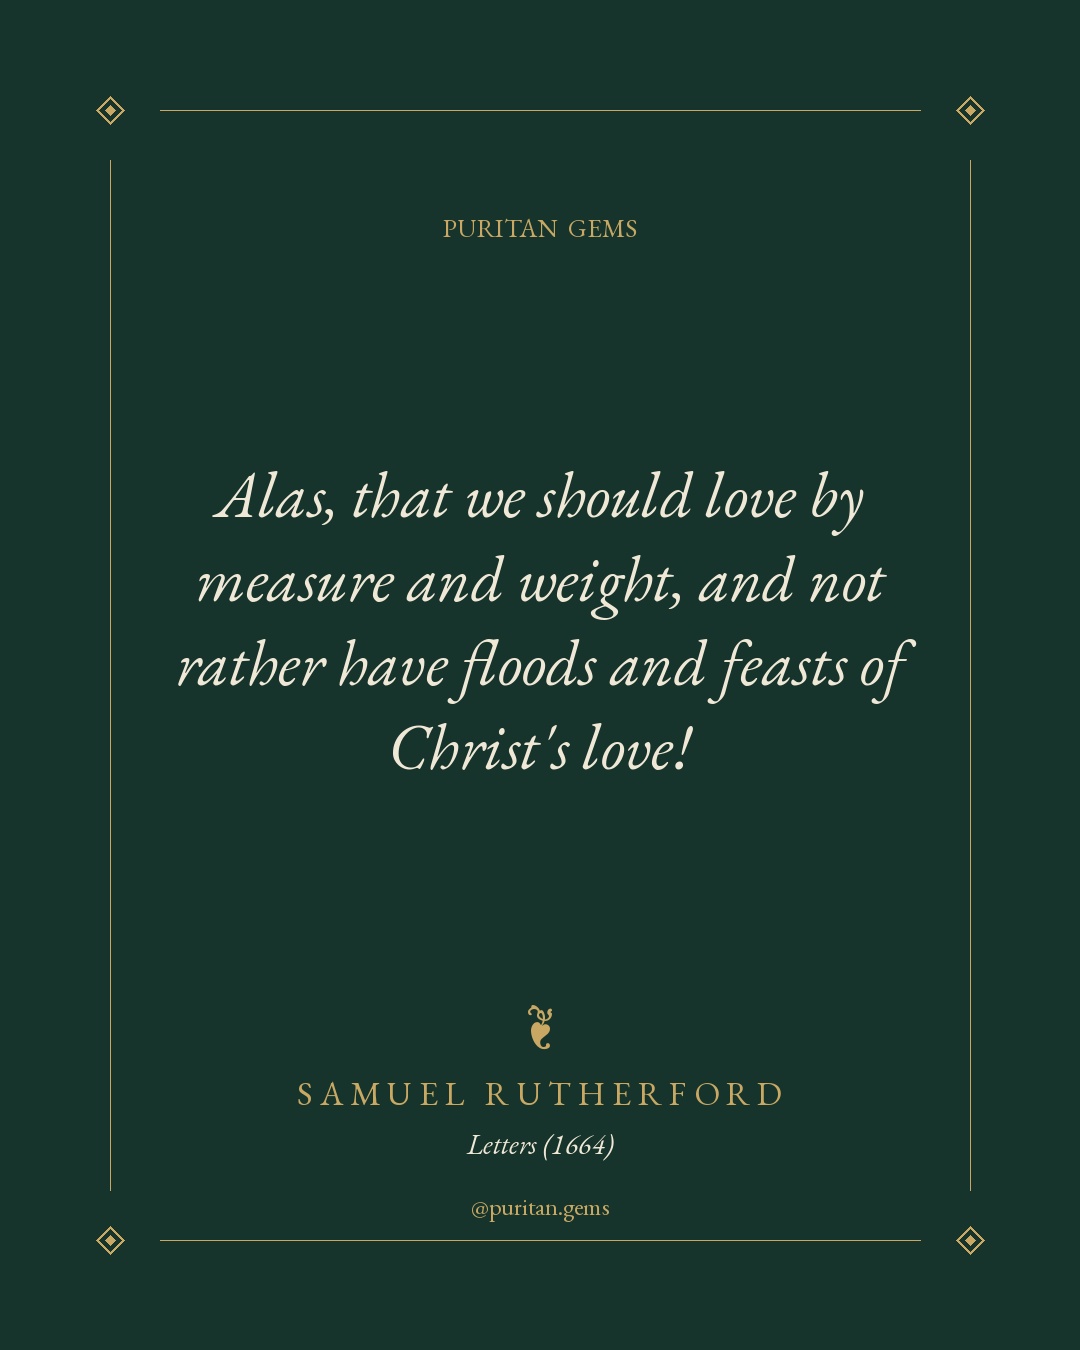 PURITAN GEMS
Alas, that we should love by
measure and weight, and not
rather have floods and feasts of
Christ's love!
SAMUEL RUTHERFORD
Letters (1664)
@puritan.gems